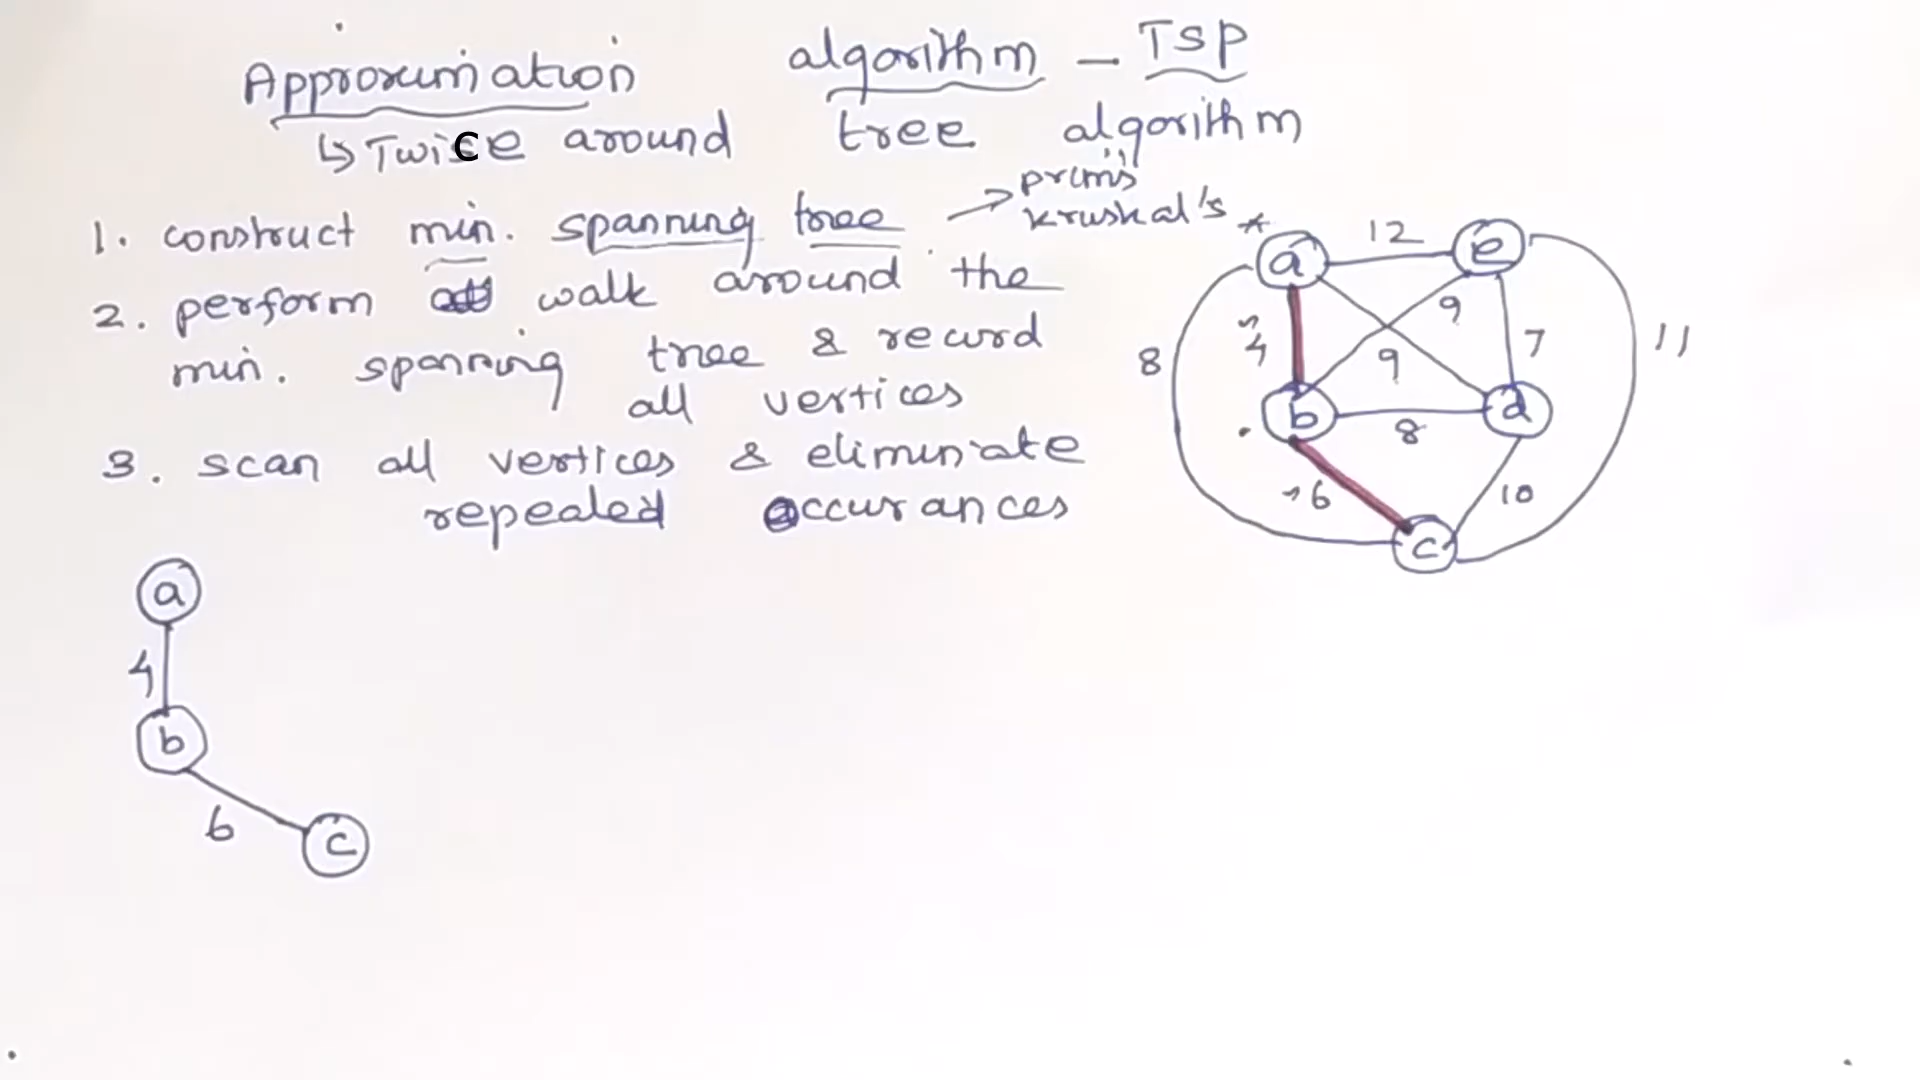 Approximation algorithm - TSP
↳ Twice around tree algorithm
1. construct min. spanning tree → prims
kruskal's
2. perform walk around the
min. spanning tree & record
all vertices
3. scan all vertices & eliminate
repealed occurances
a 12 e
8 4 9 9 7 11
b 8 d
6 10
c
a
4
b
6
c